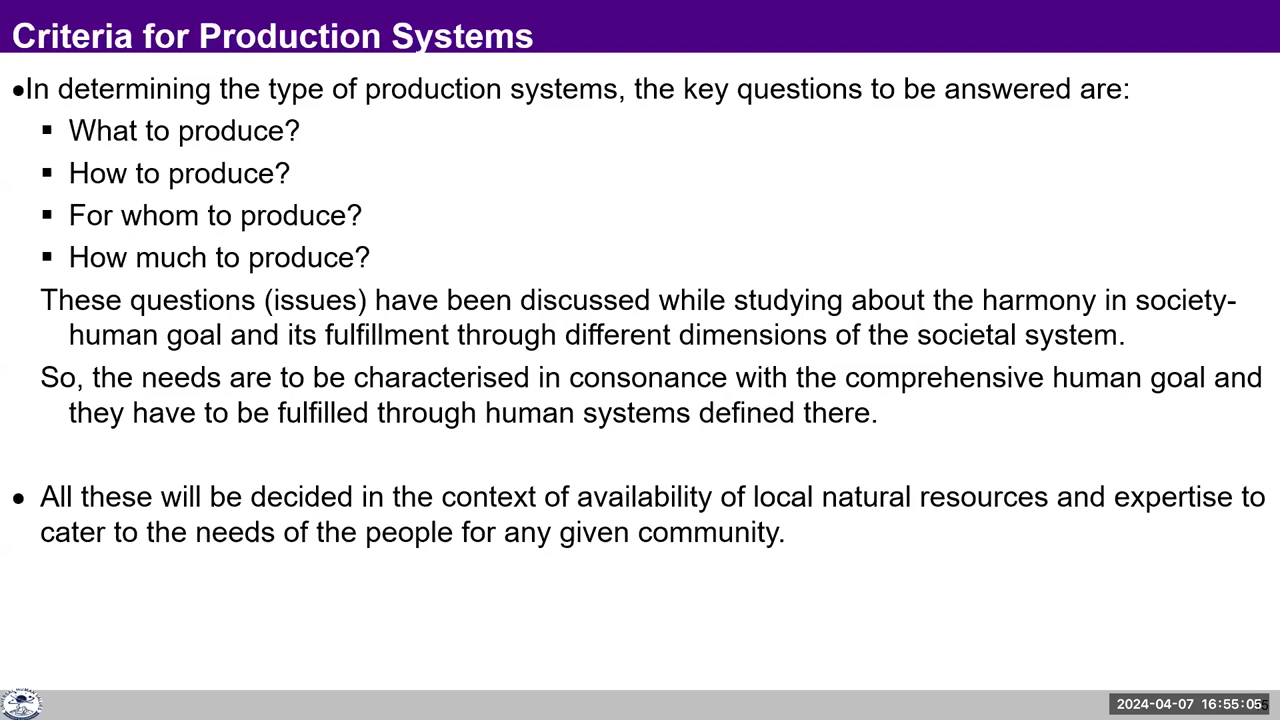 Criteria for Production Systems
•In determining the type of production systems, the key questions to be answered are:
▪ What to produce?
▪ How to produce?
▪ For whom to produce?
▪ How much to produce?
These questions (issues) have been discussed while studying about the harmony in society-
human goal and its fulfillment through different dimensions of the societal system.
So, the needs are to be characterised in consonance with the comprehensive human goal and
they have to be fulfilled through human systems defined there.
• All these will be decided in the context of availability of local natural resources and expertise to
cater to the needs of the people for any given community.
2024-04-07 16:55:05